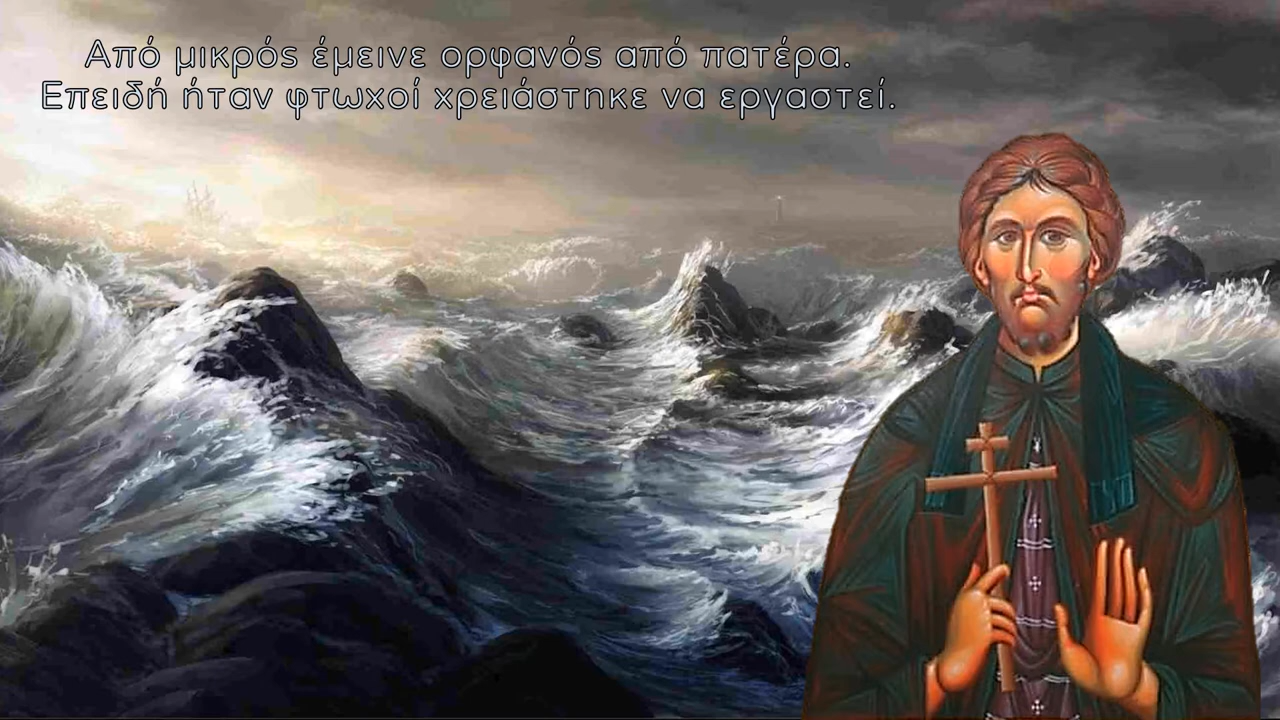 Από μικρός έμεινε ορφανός από πατέρα.
Επειδή ήταν φτωχοί χρειάστηκε να εργαστεί.